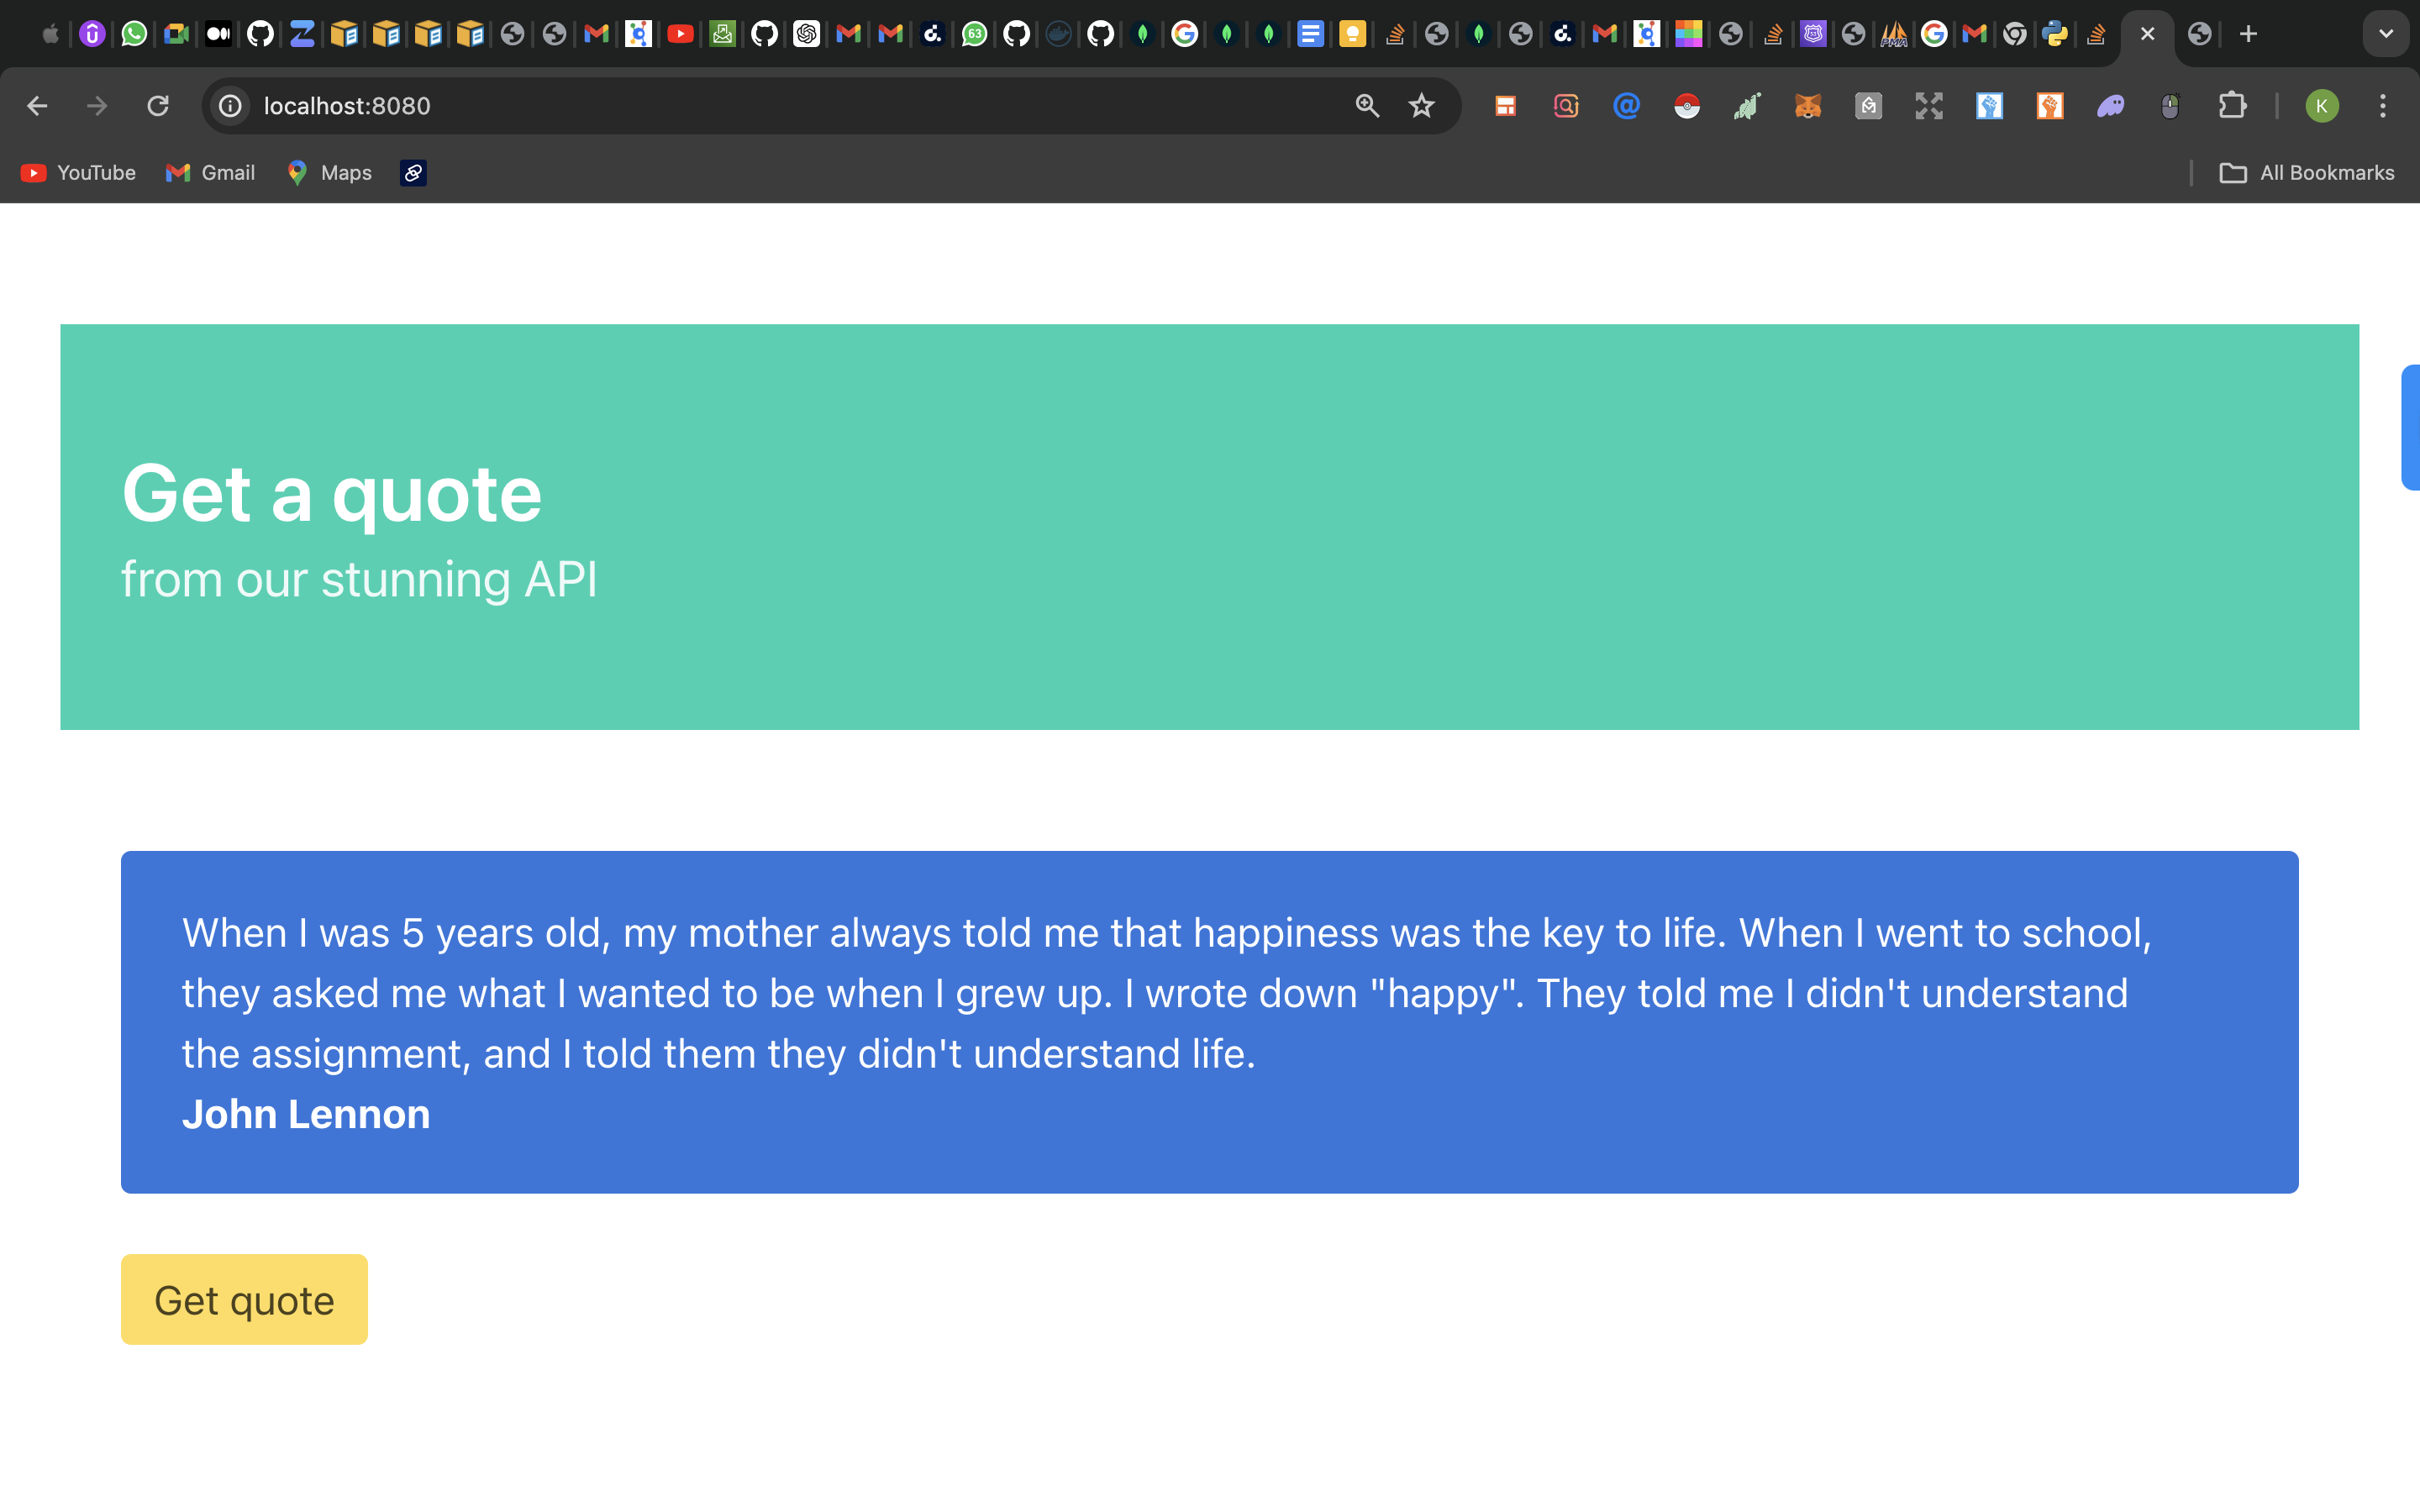 63
PMA
localhost:8080
K
YouTube
Gmail
Maps
All Bookmarks
Get a quote
from our stunning API
When I was 5 years old, my mother always told me that happiness was the key to life. When I went to school,
they asked me what I wanted to be when I grew up. I wrote down "happy". They told me I didn't understand
the assignment, and I told them they didn't understand life.
John Lennon
Get quote